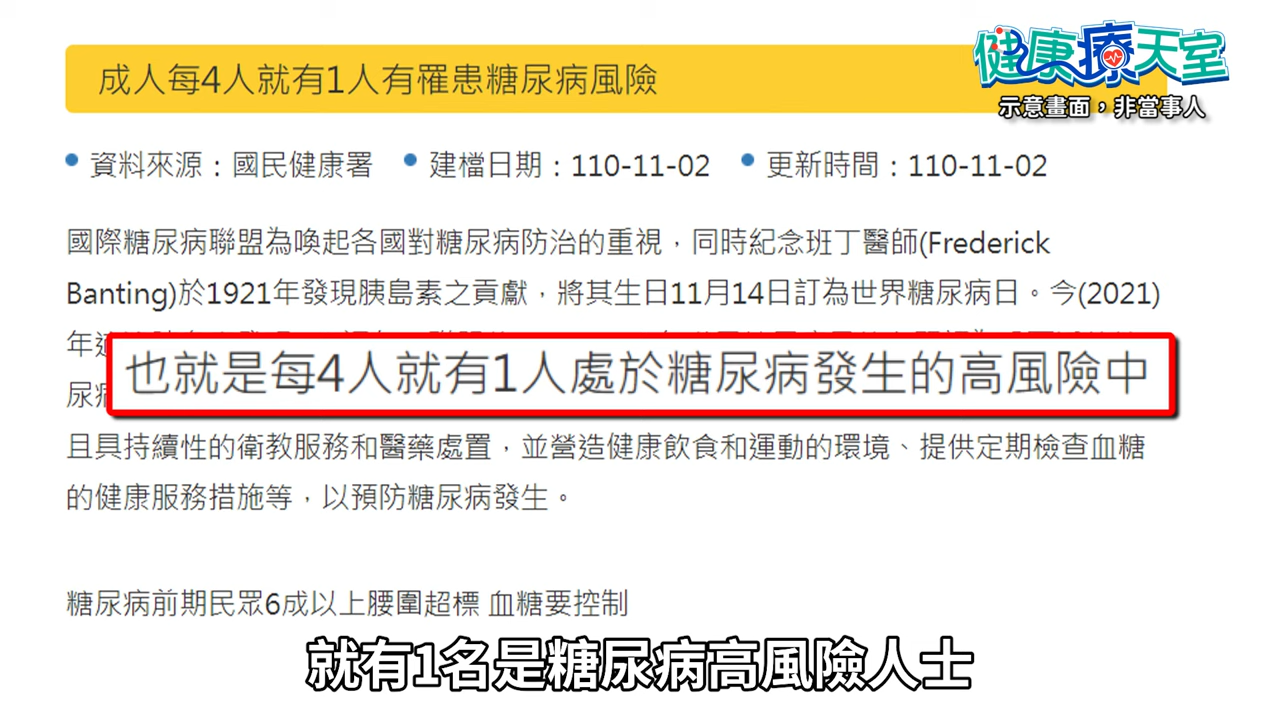 健康療天室
示意畫面，非當事人
成人每4人就有1人有罹患糖尿病風險
資料來源：國民健康署
建檔日期：110-11-02
更新時間：110-11-02
國際糖尿病聯盟為喚起各國對糖尿病防治的重視，同時紀念班丁醫師(Frederick
Banting)於1921年發現胰島素之貢獻，將其生日11月14日訂為世界糖尿病日。今(2021)
年
也就是每4人就有1人處於糖尿病發生的高風險中
尿
且具持續性的衛教服務和醫藥處置，並營造健康飲食和運動的環境、提供定期檢查血糖
的健康服務措施等，以預防糖尿病發生。
糖尿病前期民眾6成以上腰圍超標 血糖要控制
就有1名是糖尿病高風險人士